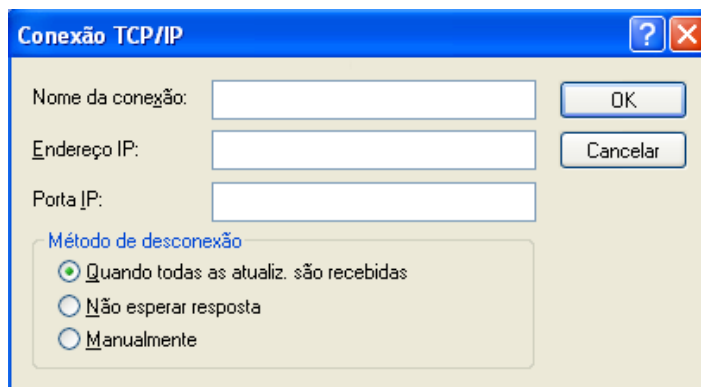 Conexão TCP/IP
Nome da conexão:
OK
Endereço IP:
Cancelar
Porta IP:
Método de desconexão
Quando todas as atualiz. são recebidas
Não esperar resposta
Manualmente